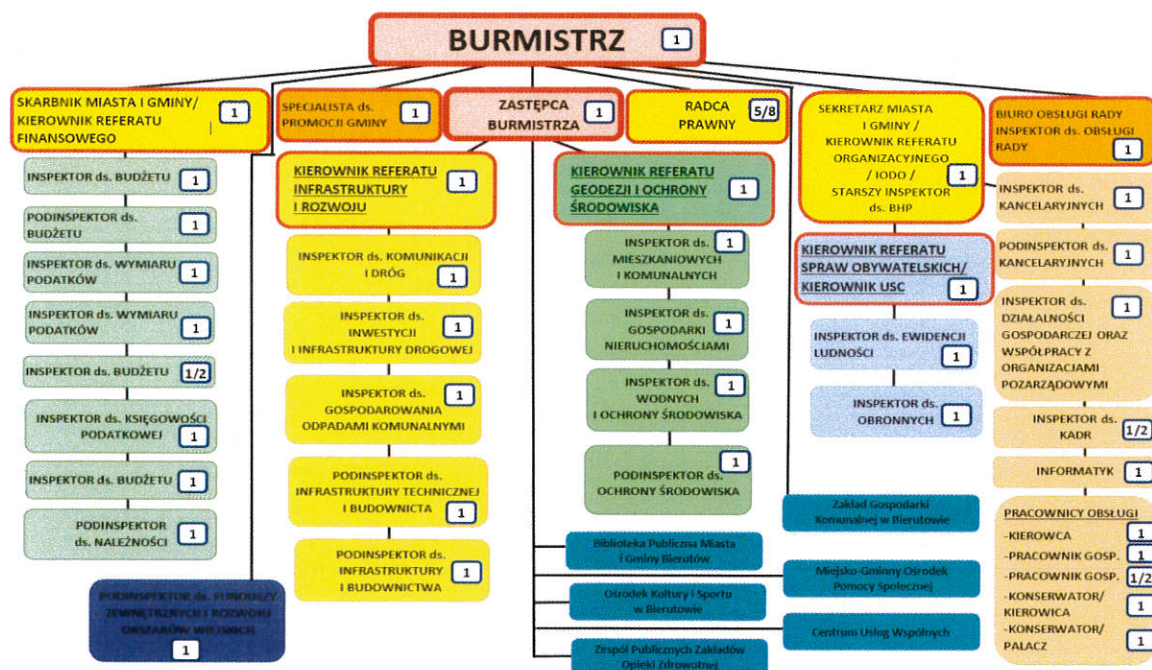 BURMISTRZ 1
SKARBNIK MIASTA I GMINY/
KIEROWNIK REFERATU
FINANSOWEGO
1
INSPEKTOR ds. BUDŻETU 1
PODINSPEKTOR ds.
BUDŻETU 1
INSPEKTOR ds. WYMIARU
PODATKÓW 1
INSPEKTOR ds. WYMIARU
PODATKÓW 1
INSPEKTOR ds. BUDŻETU 1/2
INSPEKTOR ds. KSIĘGOWOŚCI
PODATKOWEJ 1
INSPEKTOR ds. BUDŻETU 1
PODINSPEKTOR
ds. NALEŻNOŚCI 1
PODINSPEKTOR ds. FUNDUSZY
ZEWNĘTRZNYCH I ROZWOJU
OBSZARÓW WIEJSKICH
1
SPECJALISTA ds.
PROMOCJI GMINY 1
ZASTĘPCA
BURMISTRZA 1
RADCA
PRAWNY 5/8
KIEROWNIK REFERATU
INFRASTRUKTURY
I ROZWOJU
1
INSPEKTOR ds. KOMUNIKACJI
I DRÓG 1
INSPEKTOR ds.
INWESTYCJI
I INFRASTRUKTURY DROGOWEJ
1
INSPEKTOR ds.
GOSPODAROWANIA
ODPADAMI KOMUNALNYMI
1
PODINSPEKTOR ds.
INFRASTRUKTURY TECHNICZNEJ
I BUDOWNICTA 1
PODINSPEKTOR ds.
INFRASTRUKTURY
I BUDOWNICTWA
1
KIEROWNIK REFERATU
GEODEZJI I OCHRONY
ŚRODOWISKA
1
INSPEKTOR ds. 1
MIESZKANIOWYCH
I KOMUNALNYCH
INSPEKTOR ds.
GOSPODARKI 1
NIERUCHOMOŚCIAMI
INSPEKTOR ds. 1
WODNYCH
I OCHRONY ŚRODOWISKA
1
PODINSPEKTOR ds.
OCHRONY ŚRODOWISKA
SEKRETARZ MIASTA
I GMINY /
KIEROWNIK REFERATU
ORGANIZACYJNEGO
/ IODO / 1
STARSZY INSPEKTOR
ds. BHP
KIEROWNIK REFERATU
SPRAW OBYWATELSKICH/
KIEROWNIK USC 1
INSPEKTOR ds. EWIDENCJI
LUDNOŚCI 1
INSPEKTOR ds.
OBRONNYCH 1
BIURO OBSŁUGI RADY
INSPEKTOR ds. OBSŁUGI
RADY 1
INSPEKTOR ds.
KANCELARYJNYCH 1
PODINSPEKTOR ds.
KANCELARYJNYCH 1
INSPEKTOR ds. 1
DZIAŁALNOŚCI
GOSPODARCZEJ ORAZ
WSPÓŁPRACY Z
ORGANIZACJAMI
POZARZĄDOWYMI
INSPEKTOR ds.
KADR 1/2
INFORMATYK 1
PRACOWNICY OBSŁUGI
-KIEROWCA 1
-PRACOWNIK GOSP. 1
-PRACOWNIK GOSP. 1/2
-KONSERWATOR/
KIEROWICA 1
-KONSERWATOR/
PALACZ 1
Biblioteka Publiczna Miasta
i Gminy Bierutów
Ośrodek Kultury i Sportu
w Bierutowie
Zespół Publicznych Zakładów
Opieki Zdrowotnej
Zakład Gospodarki
Komunalnej w Bierutowie
Miejsko-Gminny Ośrodek
Pomocy Społecznej
Centrum Usług Wspólnych